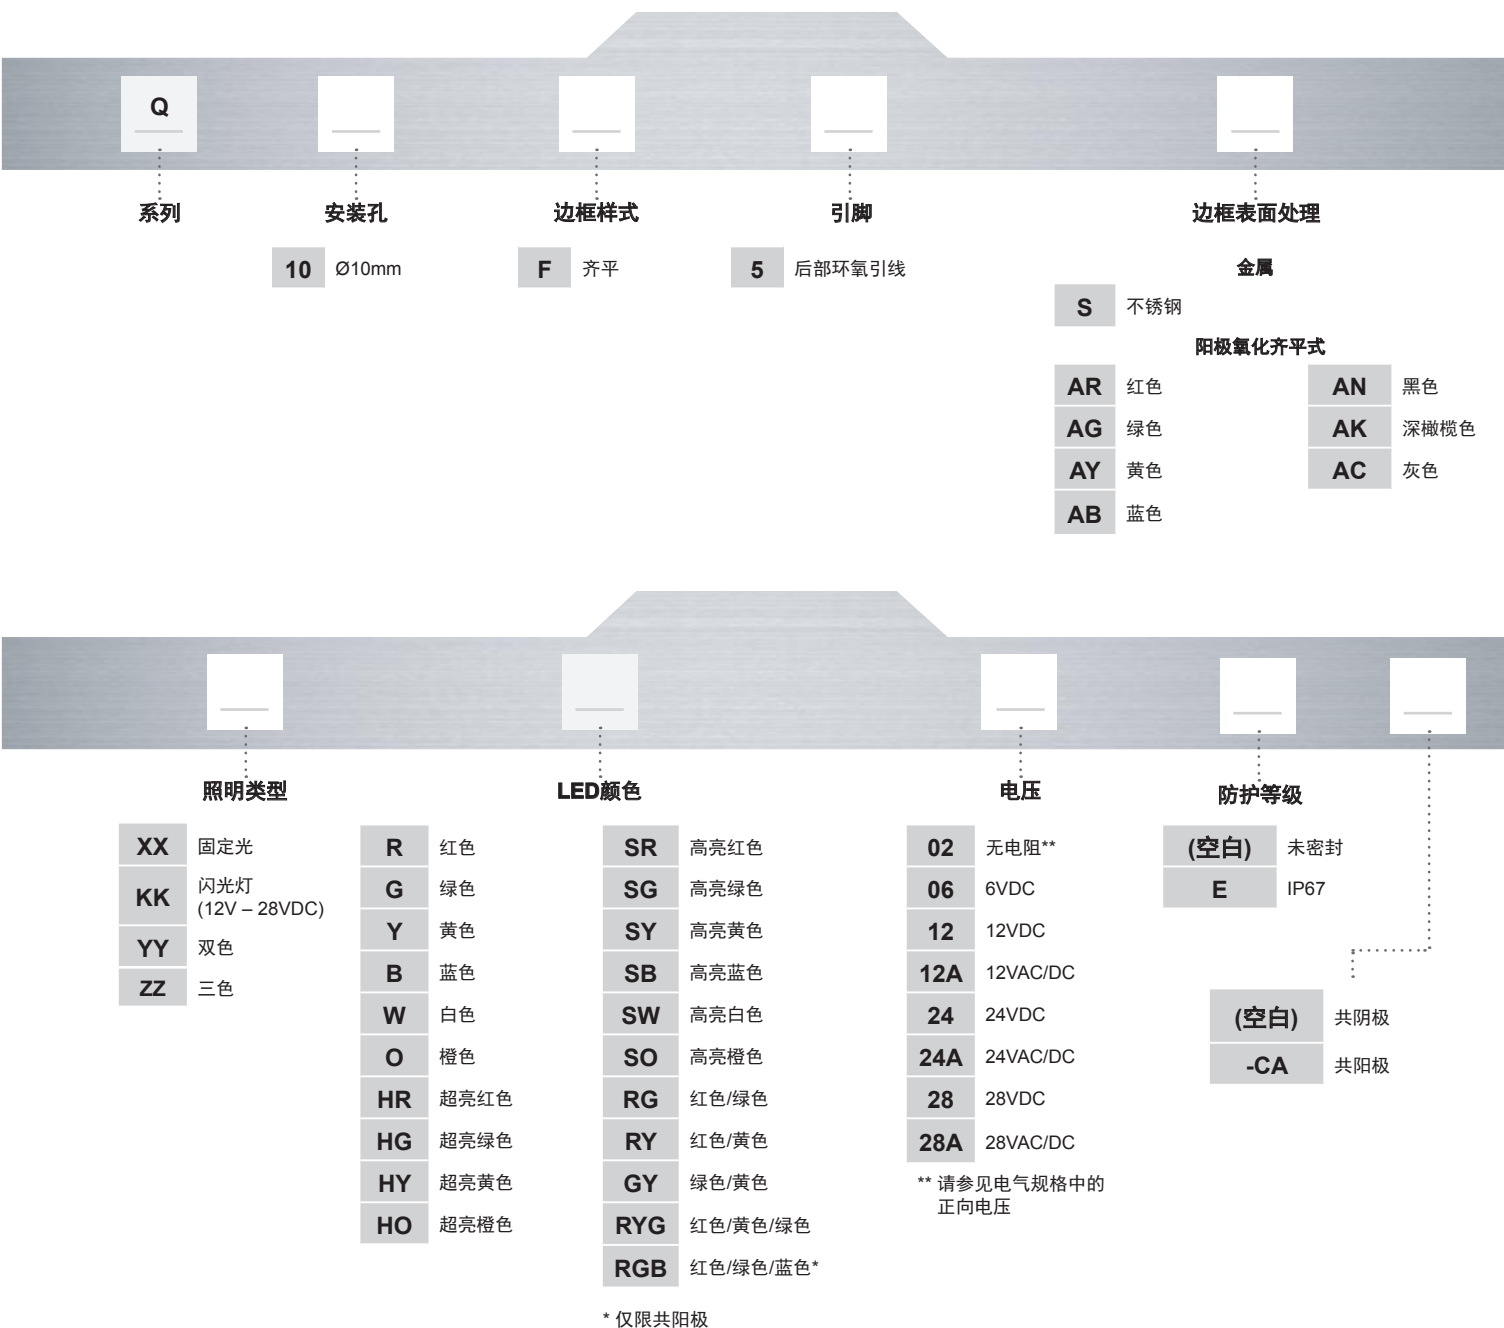 Q
系列
安装孔
边框样式
引脚
边框表面处理
10 Ø10mm
F 齐平
5 后部环氧引线
金属
S 不锈钢
阳极氧化齐平式
AR 红色
AN 黑色
AG 绿色
AK 深橄榄色
AY 黄色
AC 灰色
AB 蓝色
照明类型
LED颜色
电压
防护等级
XX 固定光
KK 闪光灯
(12V – 28VDC)
YY 双色
ZZ 三色
R 红色
G 绿色
Y 黄色
B 蓝色
W 白色
O 橙色
HR 超亮红色
HG 超亮绿色
HY 超亮黄色
HO 超亮橙色
SR 高亮红色
SG 高亮绿色
SY 高亮黄色
SB 高亮蓝色
SW 高亮白色
SO 高亮橙色
RG 红色/绿色
RY 红色/黄色
GY 绿色/黄色
RYG 红色/黄色/绿色
RGB 红色/绿色/蓝色*
* 仅限共阳极
02 无电阻**
06 6VDC
12 12VDC
12A 12VAC/DC
24 24VDC
24A 24VAC/DC
28 28VDC
28A 28VAC/DC
** 请参见电气规格中的
正向电压
(空白) 未密封
E IP67
(空白) 共阴极
-CA 共阳极